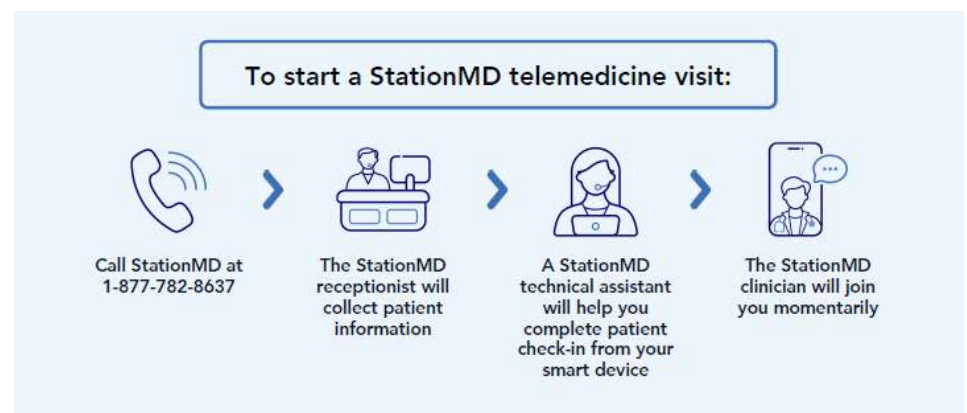 To start a StationMD telemedicine visit:
Call StationMD at
1-877-782-8637
The StationMD
receptionist will
collect patient
information
A StationMD
technical assistant
will help you
complete patient
check-in from your
smart device
The StationMD
clinician will join
you momentarily